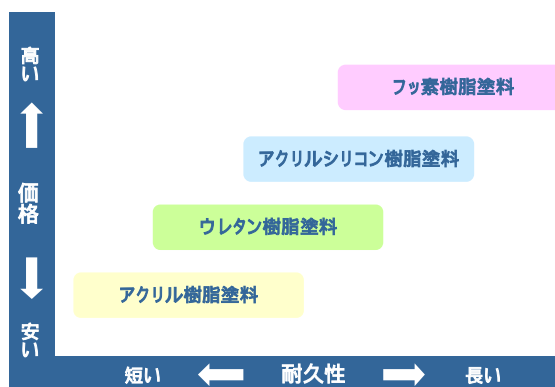 高い
フッ素樹脂塗料
アクリルシリコン樹脂塗料
価格
ウレタン樹脂塗料
アクリル樹脂塗料
安い
短い 耐久性 長い